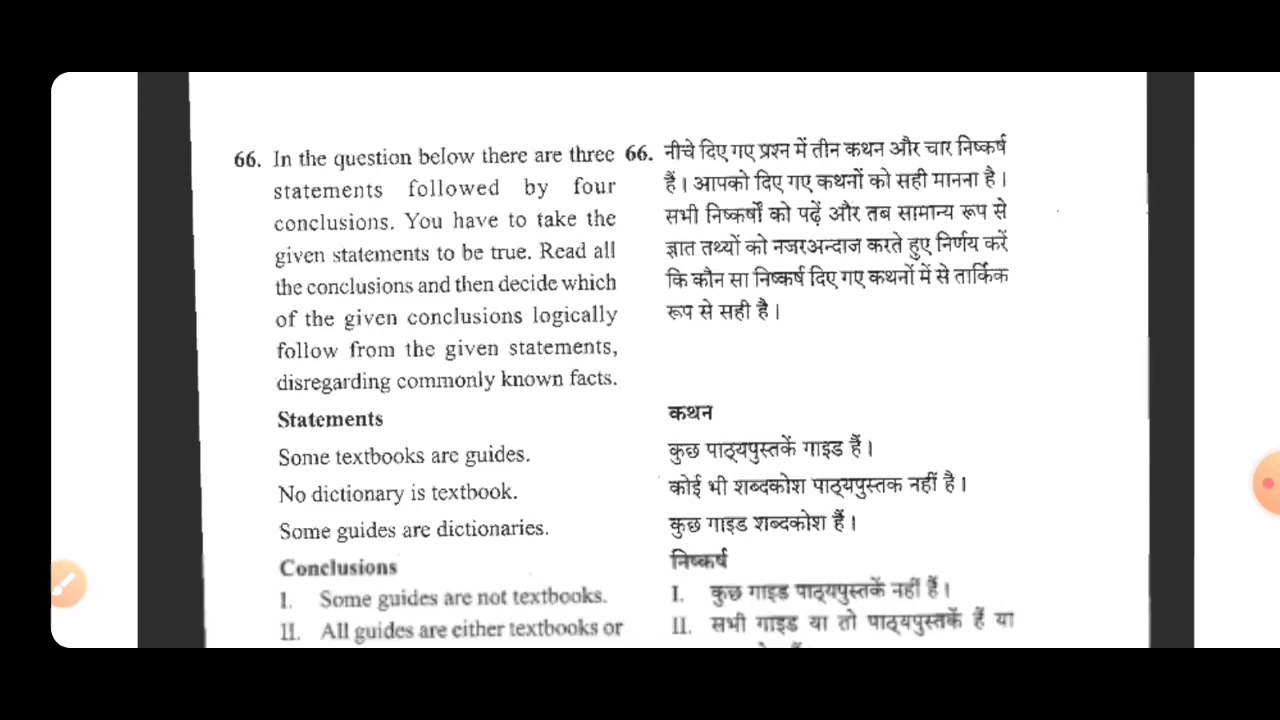 66. In the question below there are three
statements followed by four
conclusions. You have to take the
given statements to be true. Read all
the conclusions and then decide which
of the given conclusions logically
follow from the given statements,
disregarding commonly known facts.
Statements
Some textbooks are guides.
No dictionary is textbook.
Some guides are dictionaries.
Conclusions
I. Some guides are not textbooks.
II. All guides are either textbooks or
66. नीचे दिए गए प्रश्न में तीन कथन और चार निष्कर्ष
हैं। आपको दिए गए कथनों को सही मानना है।
सभी निष्कर्षों को पढ़ें और तब सामान्य रूप से
ज्ञात तथ्यों को नजरअन्दाज करते हुए निर्णय करें
कि कौन सा निष्कर्ष दिए गए कथनों में से तार्किक
रूप से सही है।
कथन
कुछ पाठ्यपुस्तकें गाइड हैं।
कोई भी शब्दकोश पाठ्यपुस्तक नहीं है।
कुछ गाइड शब्दकोश हैं।
निष्कर्ष
I. कुछ गाइड पाठ्यपुस्तकें नहीं हैं।
II. सभी गाइड या तो पाठ्यपुस्तकें हैं या